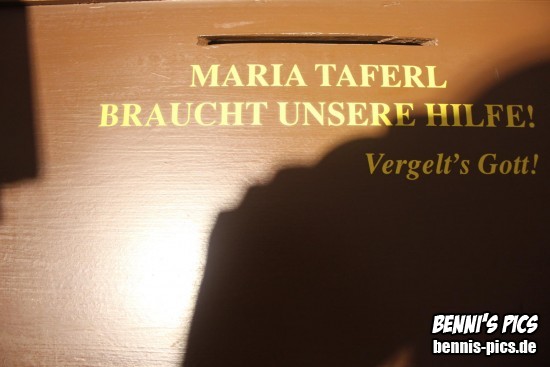 MARIA TAFERL
BRAUCHT UNSERE HILFE!
Vergelt's Gott!
BENNI'S PICS
bennis-pics.de